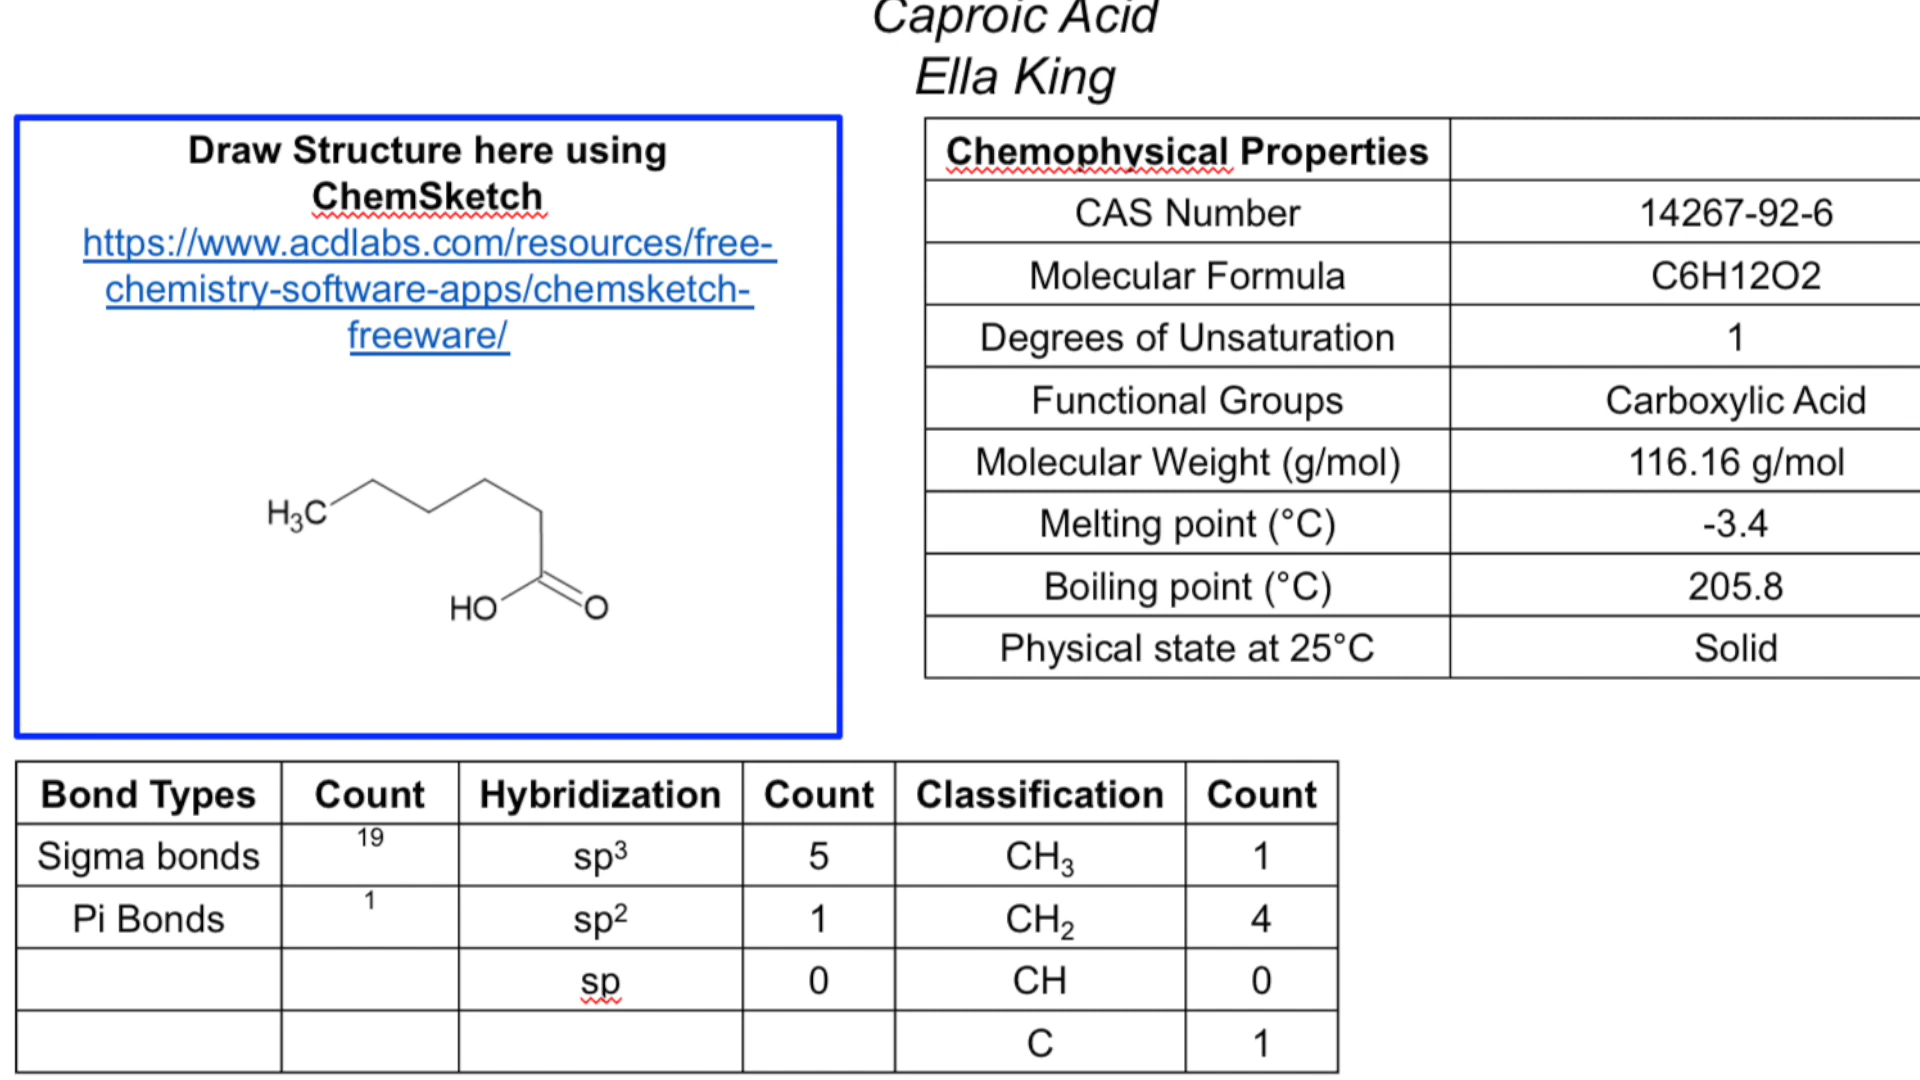 Caproic Acid
Ella King
Draw Structure here using
ChemSketch
https://www.acdlabs.com/resources/free-
chemistry-software-apps/chemsketch-
freeware/
H₃C
HO
O
Chemophysical Properties
CAS Number 14267-92-6
Molecular Formula C6H12O2
Degrees of Unsaturation 1
Functional Groups Carboxylic Acid
Molecular Weight (g/mol) 116.16 g/mol
Melting point (°C) -3.4
Boiling point (°C) 205.8
Physical state at 25°C Solid
Bond Types Count Hybridization Count Classification Count
Sigma bonds 19 sp³ 5 CH₃ 1
Pi Bonds 1 sp² 1 CH₂ 4
sp 0 CH 0
C 1